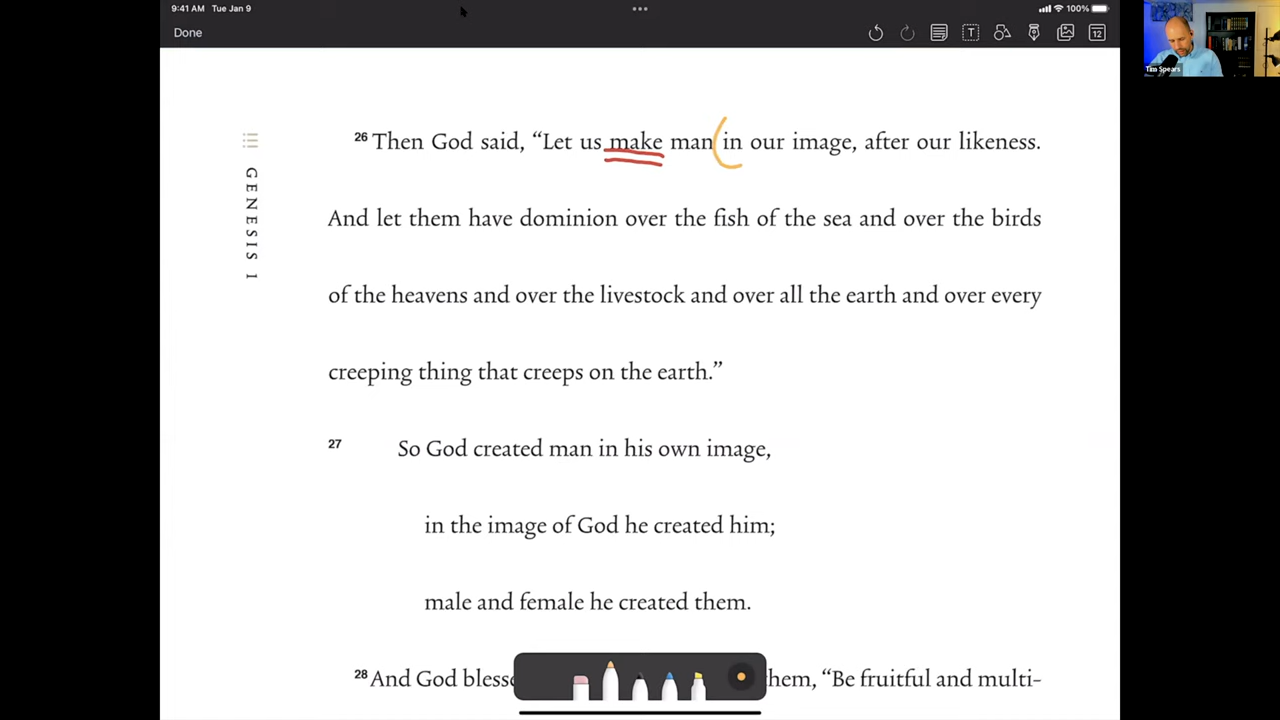 9:41 AM Tue Jan 9
100%
Done
12
Tim Spears
GENESIS 1
26 Then God said, “Let us make man in our image, after our likeness.
And let them have dominion over the fish of the sea and over the birds
of the heavens and over the livestock and over all the earth and over every
creeping thing that creeps on the earth.”
27 So God created man in his own image,
in the image of God he created him;
male and female he created them.
28 And God bless
them, “Be fruitful and multi-